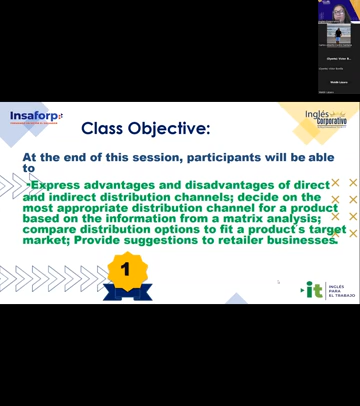 Insaforp
Inglés
Corporativo
Class Objective:
At the end of this session, participants will be able
to
•Express advantages and disadvantages of direct
and indirect distribution channels; decide on the
most appropriate distribution channel for a product
based on the information from a matrix analysis;
compare distribution options to fit a product's target
market; Provide suggestions to retailer businesses.
1
it
INGLÉS
PARA
EL TRABAJO